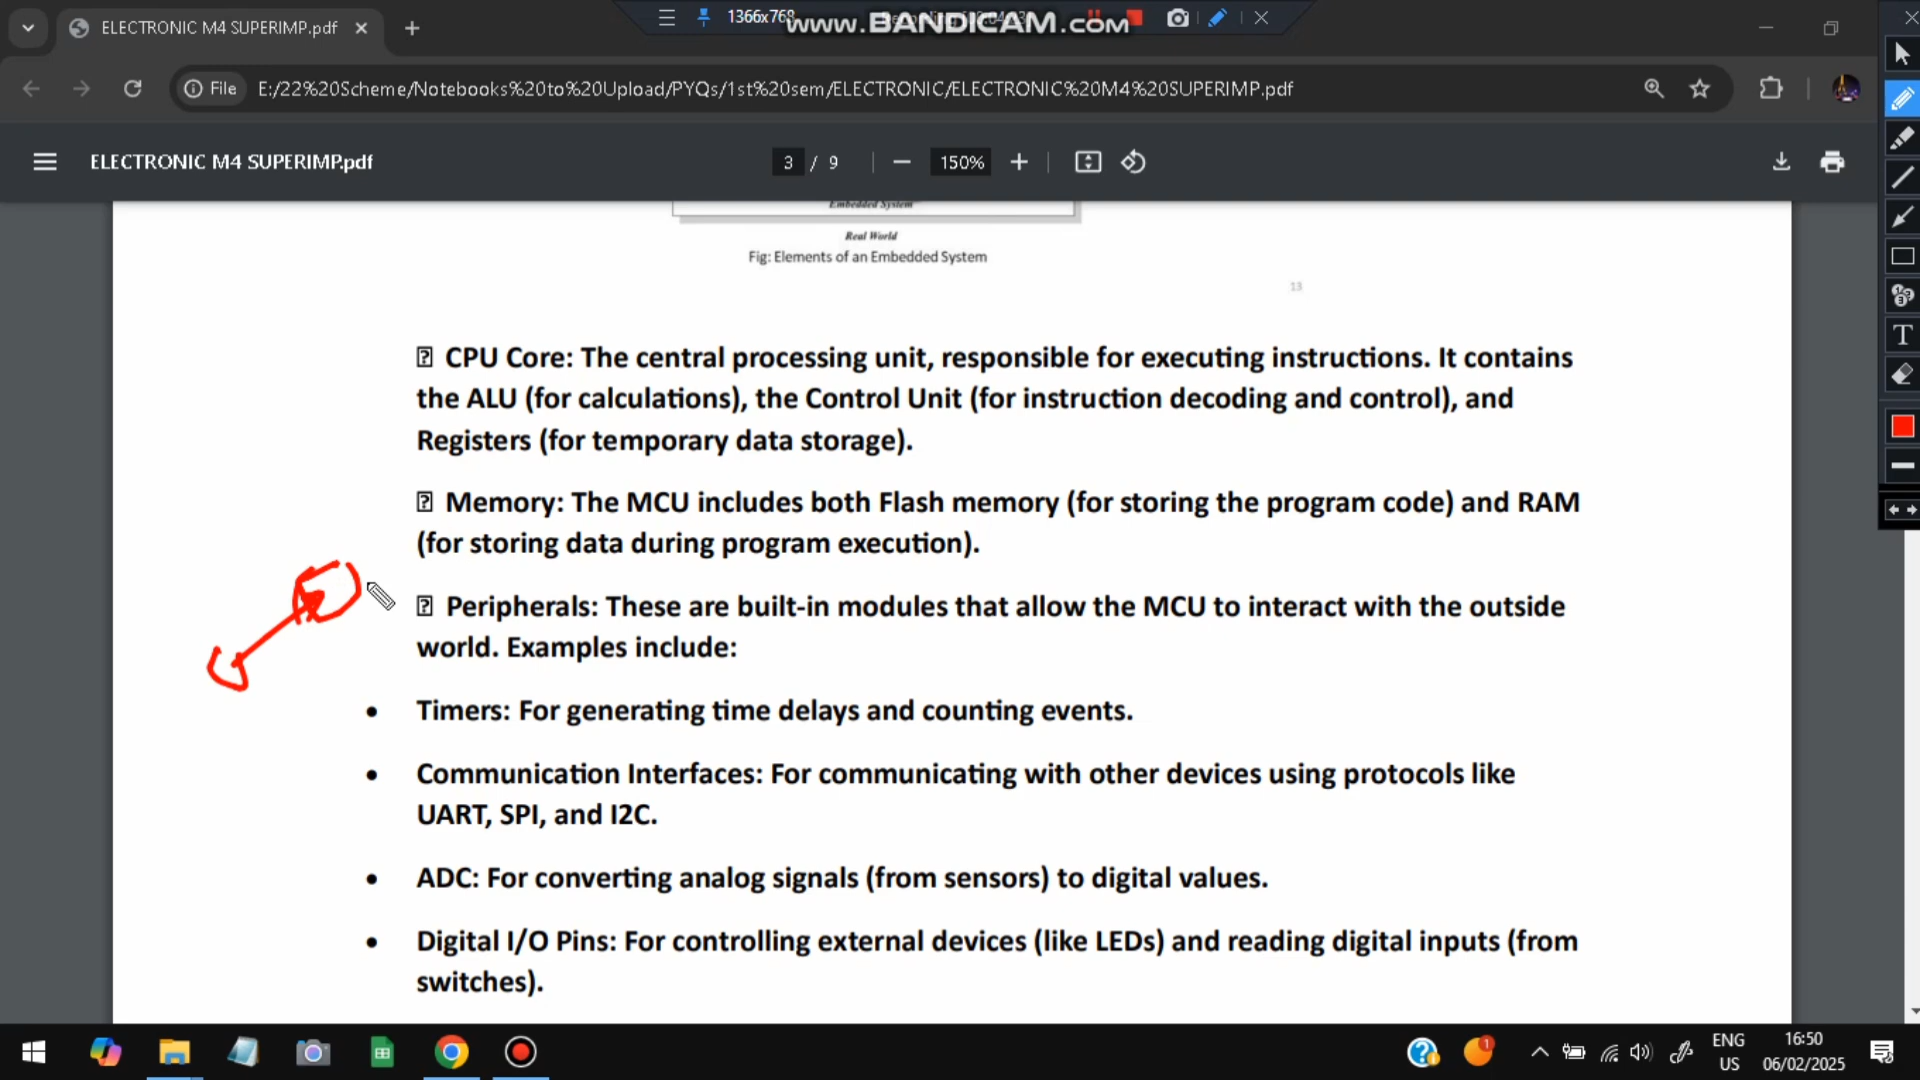 ELECTRONIC M4 SUPERIMP.pdf
1366x768
www.BANDICAM.com
File
E:/22%20Scheme/Notebooks%20to%20Upload/PYQs/1st%20sem/ELECTRONIC/ELECTRONIC%20M4%20SUPERIMP.pdf
ELECTRONIC M4 SUPERIMP.pdf
3 / 9
150%
Embedded System
Real World
Fig: Elements of an Embedded System
13
CPU Core: The central processing unit, responsible for executing instructions. It contains
the ALU (for calculations), the Control Unit (for instruction decoding and control), and
Registers (for temporary data storage).
Memory: The MCU includes both Flash memory (for storing the program code) and RAM
(for storing data during program execution).
Peripherals: These are built-in modules that allow the MCU to interact with the outside
world. Examples include:
• Timers: For generating time delays and counting events.
• Communication Interfaces: For communicating with other devices using protocols like
UART, SPI, and I2C.
• ADC: For converting analog signals (from sensors) to digital values.
• Digital I/O Pins: For controlling external devices (like LEDs) and reading digital inputs (from
switches).
T
1
ENG
US
16:50
06/02/2025